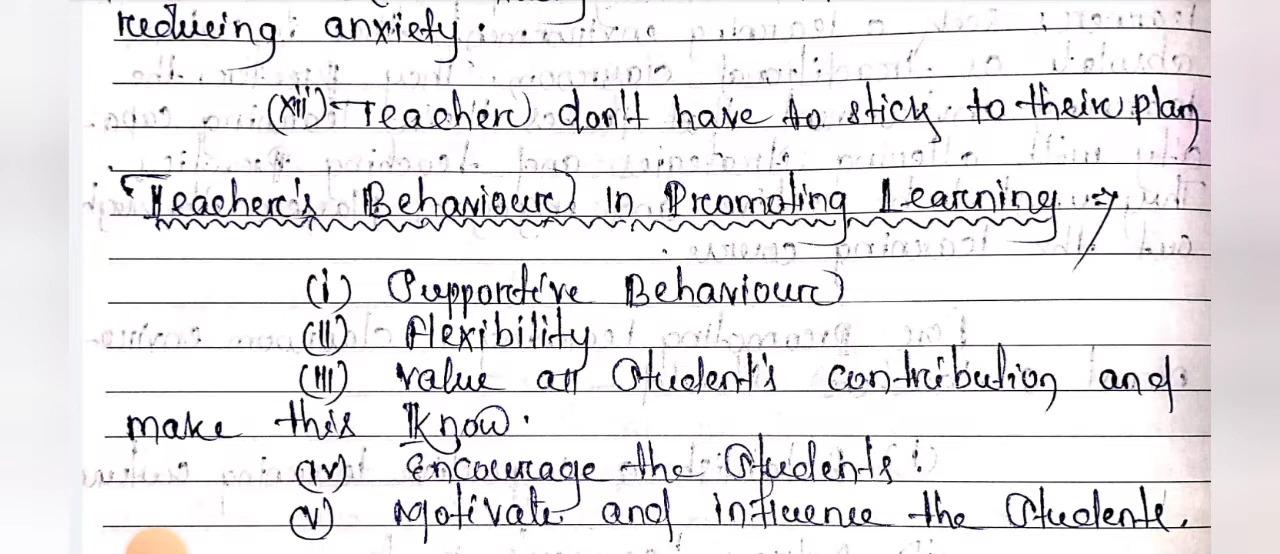 reducing anxiety.
(xii) Teacher don't have to stick to their plan
Teacher's Behaviour in Promoting Learning ⇒
(i) Supportive Behaviour
(ii) flexibility
(iii) value all Student's contribution and
make this Know.
(iv) Encourage the Students.
(v) Motivate and influence the Students.